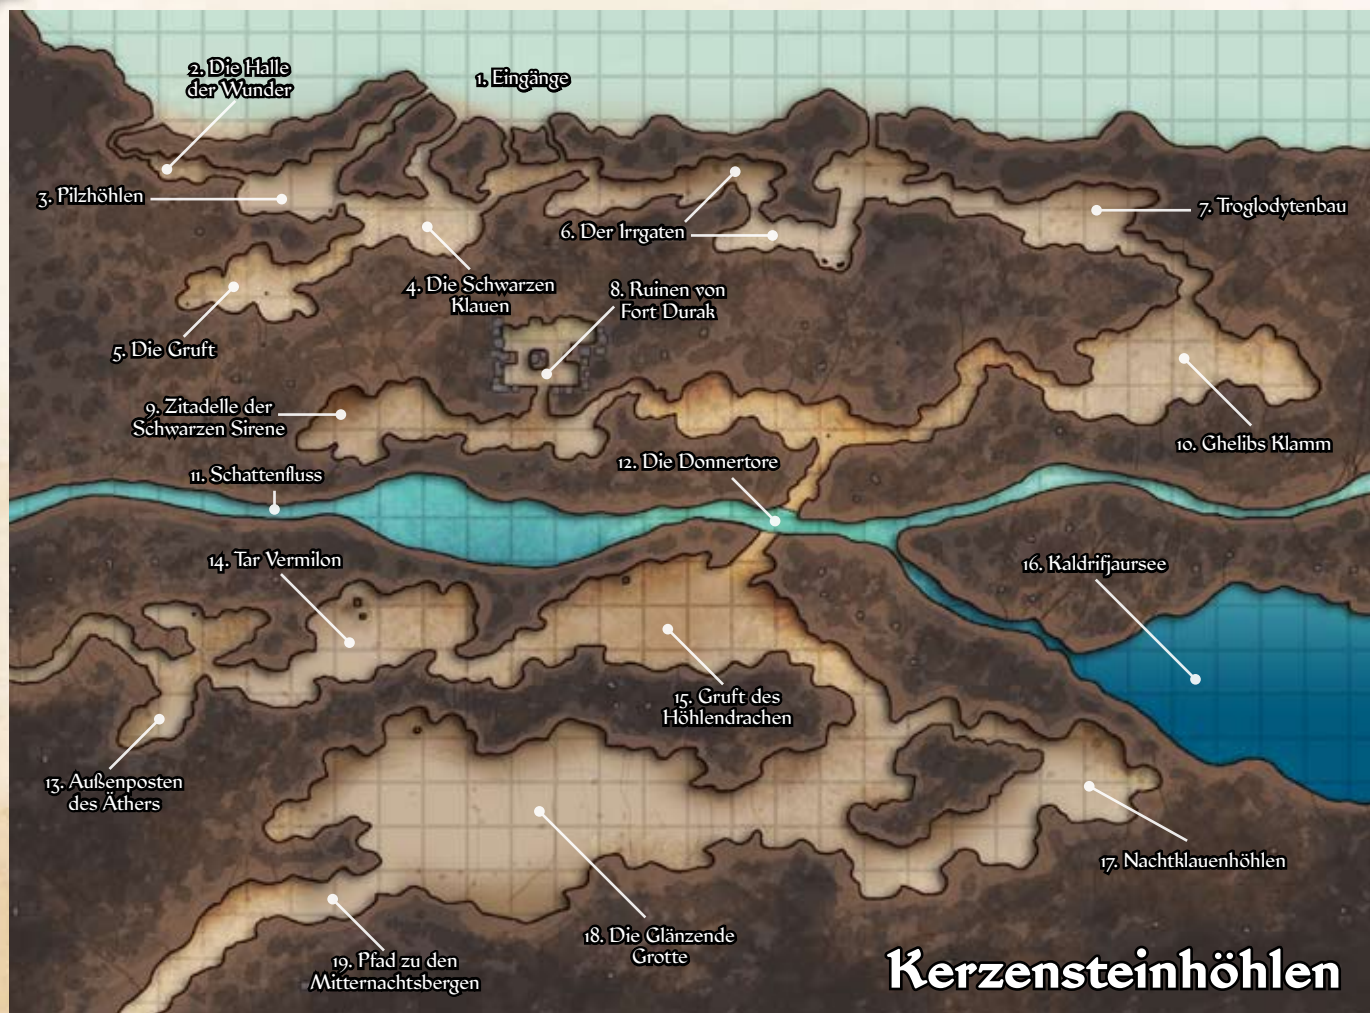 1. Eingänge
2. Die Halle
der Wunder
3. Pilzhöhlen
4. Die Schwarzen
Klauen
5. Die Gruft
6. Der Irrgaten
7. Troglodytenbau
8. Ruinen von
Fort Durak
9. Zitadelle der
Schwarzen Sirene
10. Ghelibs Klamm
11. Schattenfluss
12. Die Donnertore
13. Außenposten
des Äthers
14. Tar Vermilon
15. Gruft des
Höhlendrachen
16. Kaldrifjaursee
17. Nachtklauenhöhlen
18. Die Glänzende
Grotte
19. Pfad zu den
Mitternachtsbergen
Kerzensteinhöhlen